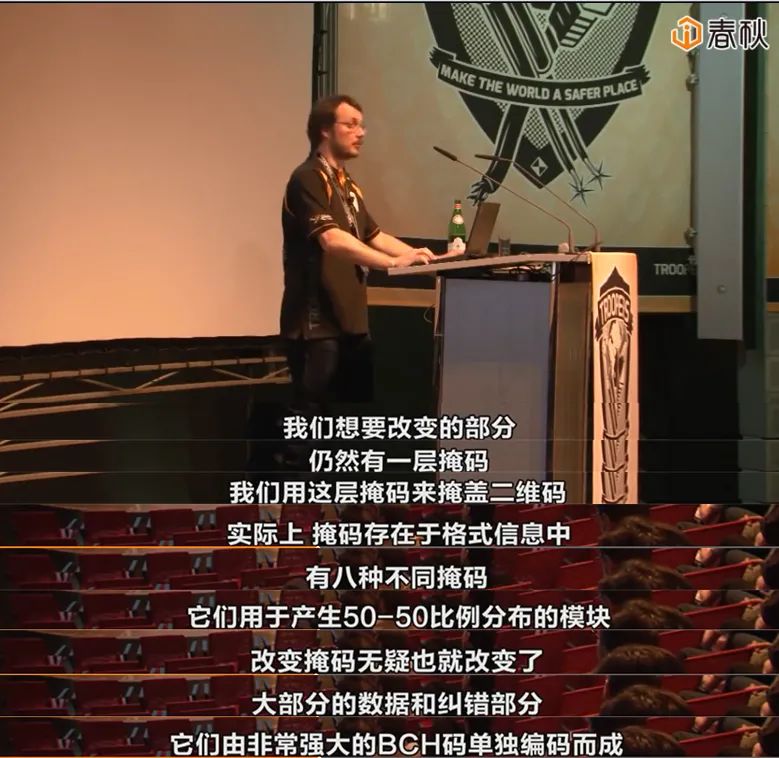 春秋
MAKE THE WORLD A SAFER PLACE
TROOPERS
我们想要改变的部分
仍然有一层掩码
我们用这层掩码来掩盖二维码
实际上 掩码存在于格式信息中
有八种不同掩码
它们用于产生50-50比例分布的模块
改变掩码无疑也就改变了
大部分的数据和纠错部分
它们由非常强大的BCH码单独编码而成